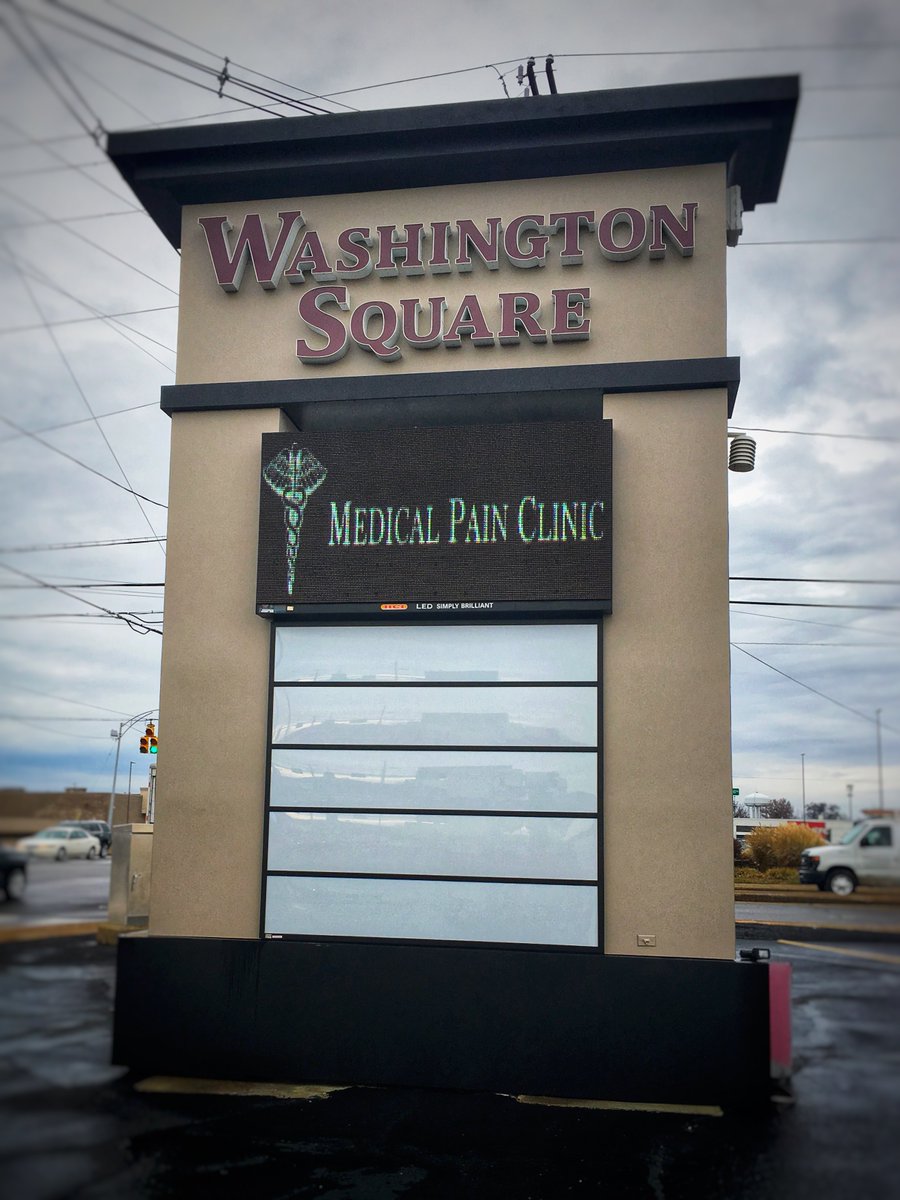 WASHINGTON
SQUARE
MEDICAL PAIN CLINIC
LED SIMPLY BRILLIANT